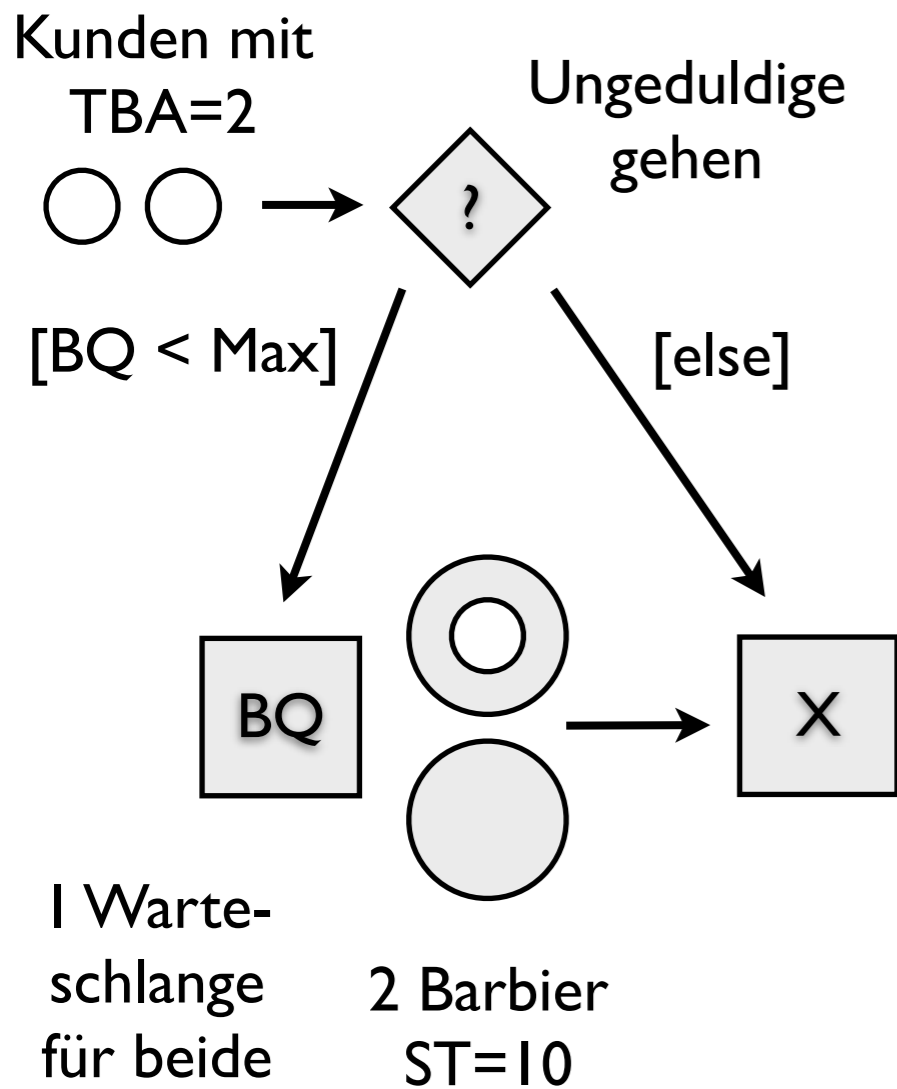 Kunden mit
TBA=2
Ungeduldige
gehen
?
[BQ < Max]
[else]
BQ
X
1 Warte-
schlange
für beide
2 Barbier
ST=10